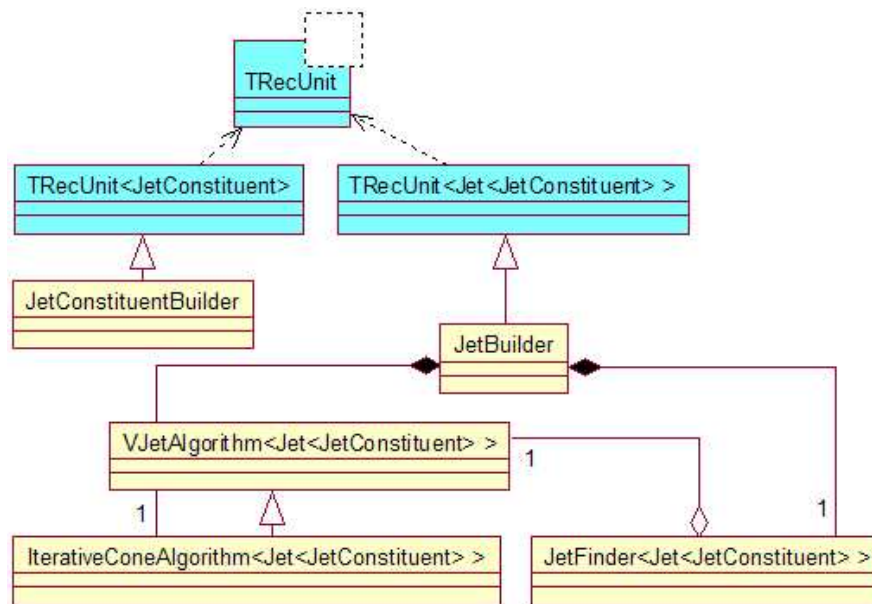 TRecUnit
TRecUnit<JetConstituent>
TRecUnit<Jet<JetConstituent> >
JetConstituentBuilder
JetBuilder
VJetAlgorithm<Jet<JetConstituent> >
1
1
1
IterativeConeAlgorithm<Jet<JetConstituent> >
JetFinder<Jet<JetConstituent> >